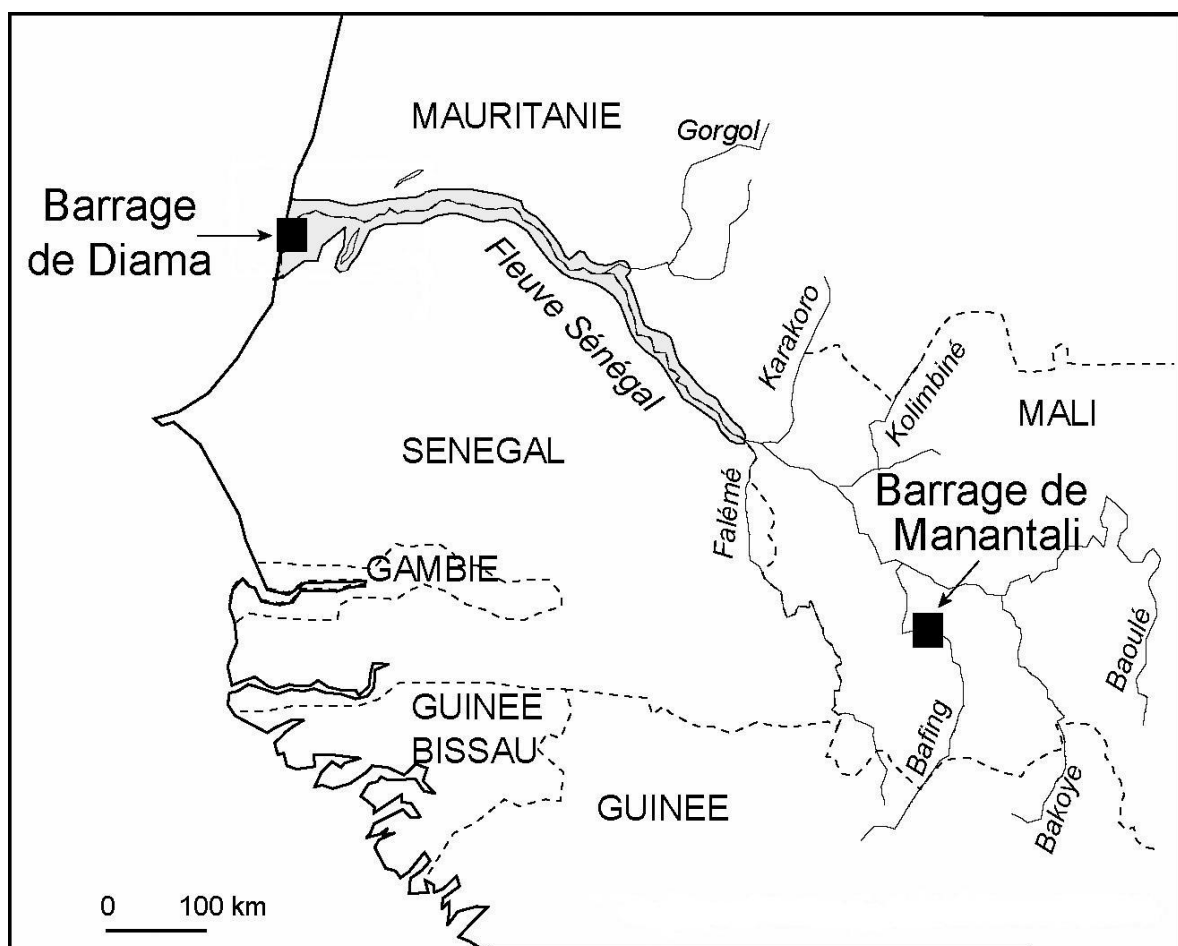 MAURITANIE
Gorgol
Barrage
de Diama
Fleuve Sénégal
Karakoro
Kolimbiné
MALI
SENEGAL
Falémé
Barrage de
Manantali
GAMBIE
Baoulé
GUINEE
BISSAU
Bafing
GUINEE
Bakoye
0 100 km